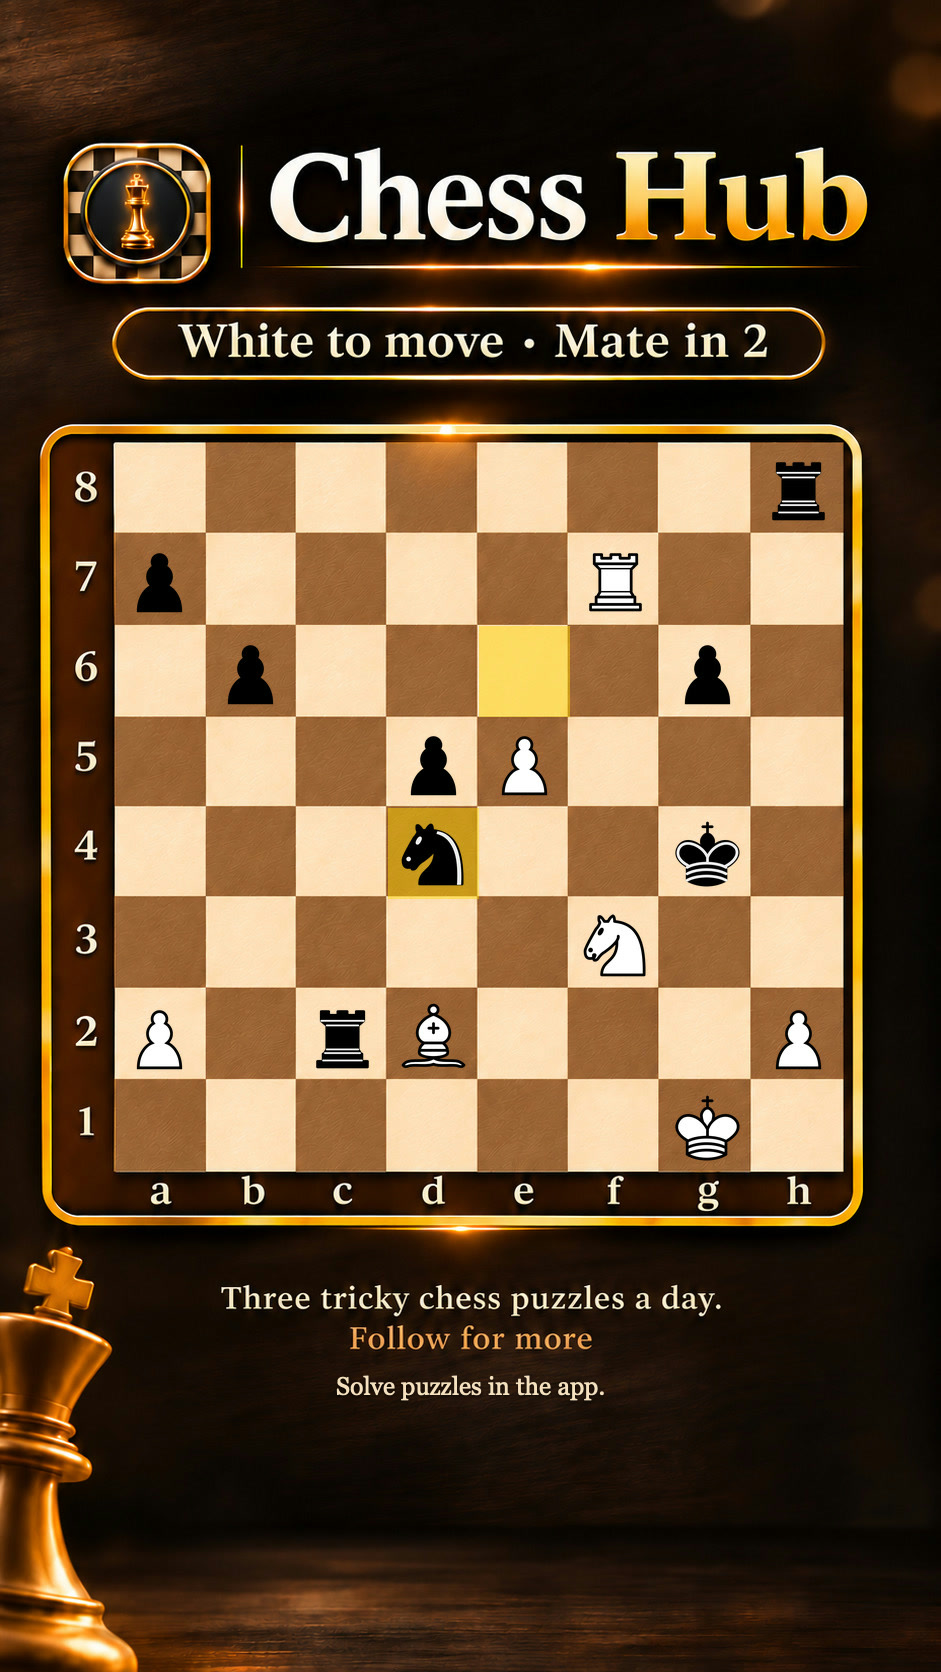 Chess Hub
White to move • Mate in 2
8
7
6
5
4
3
2
1
a b c d e f g h
Three tricky chess puzzles a day.
Follow for more
Solve puzzles in the app.